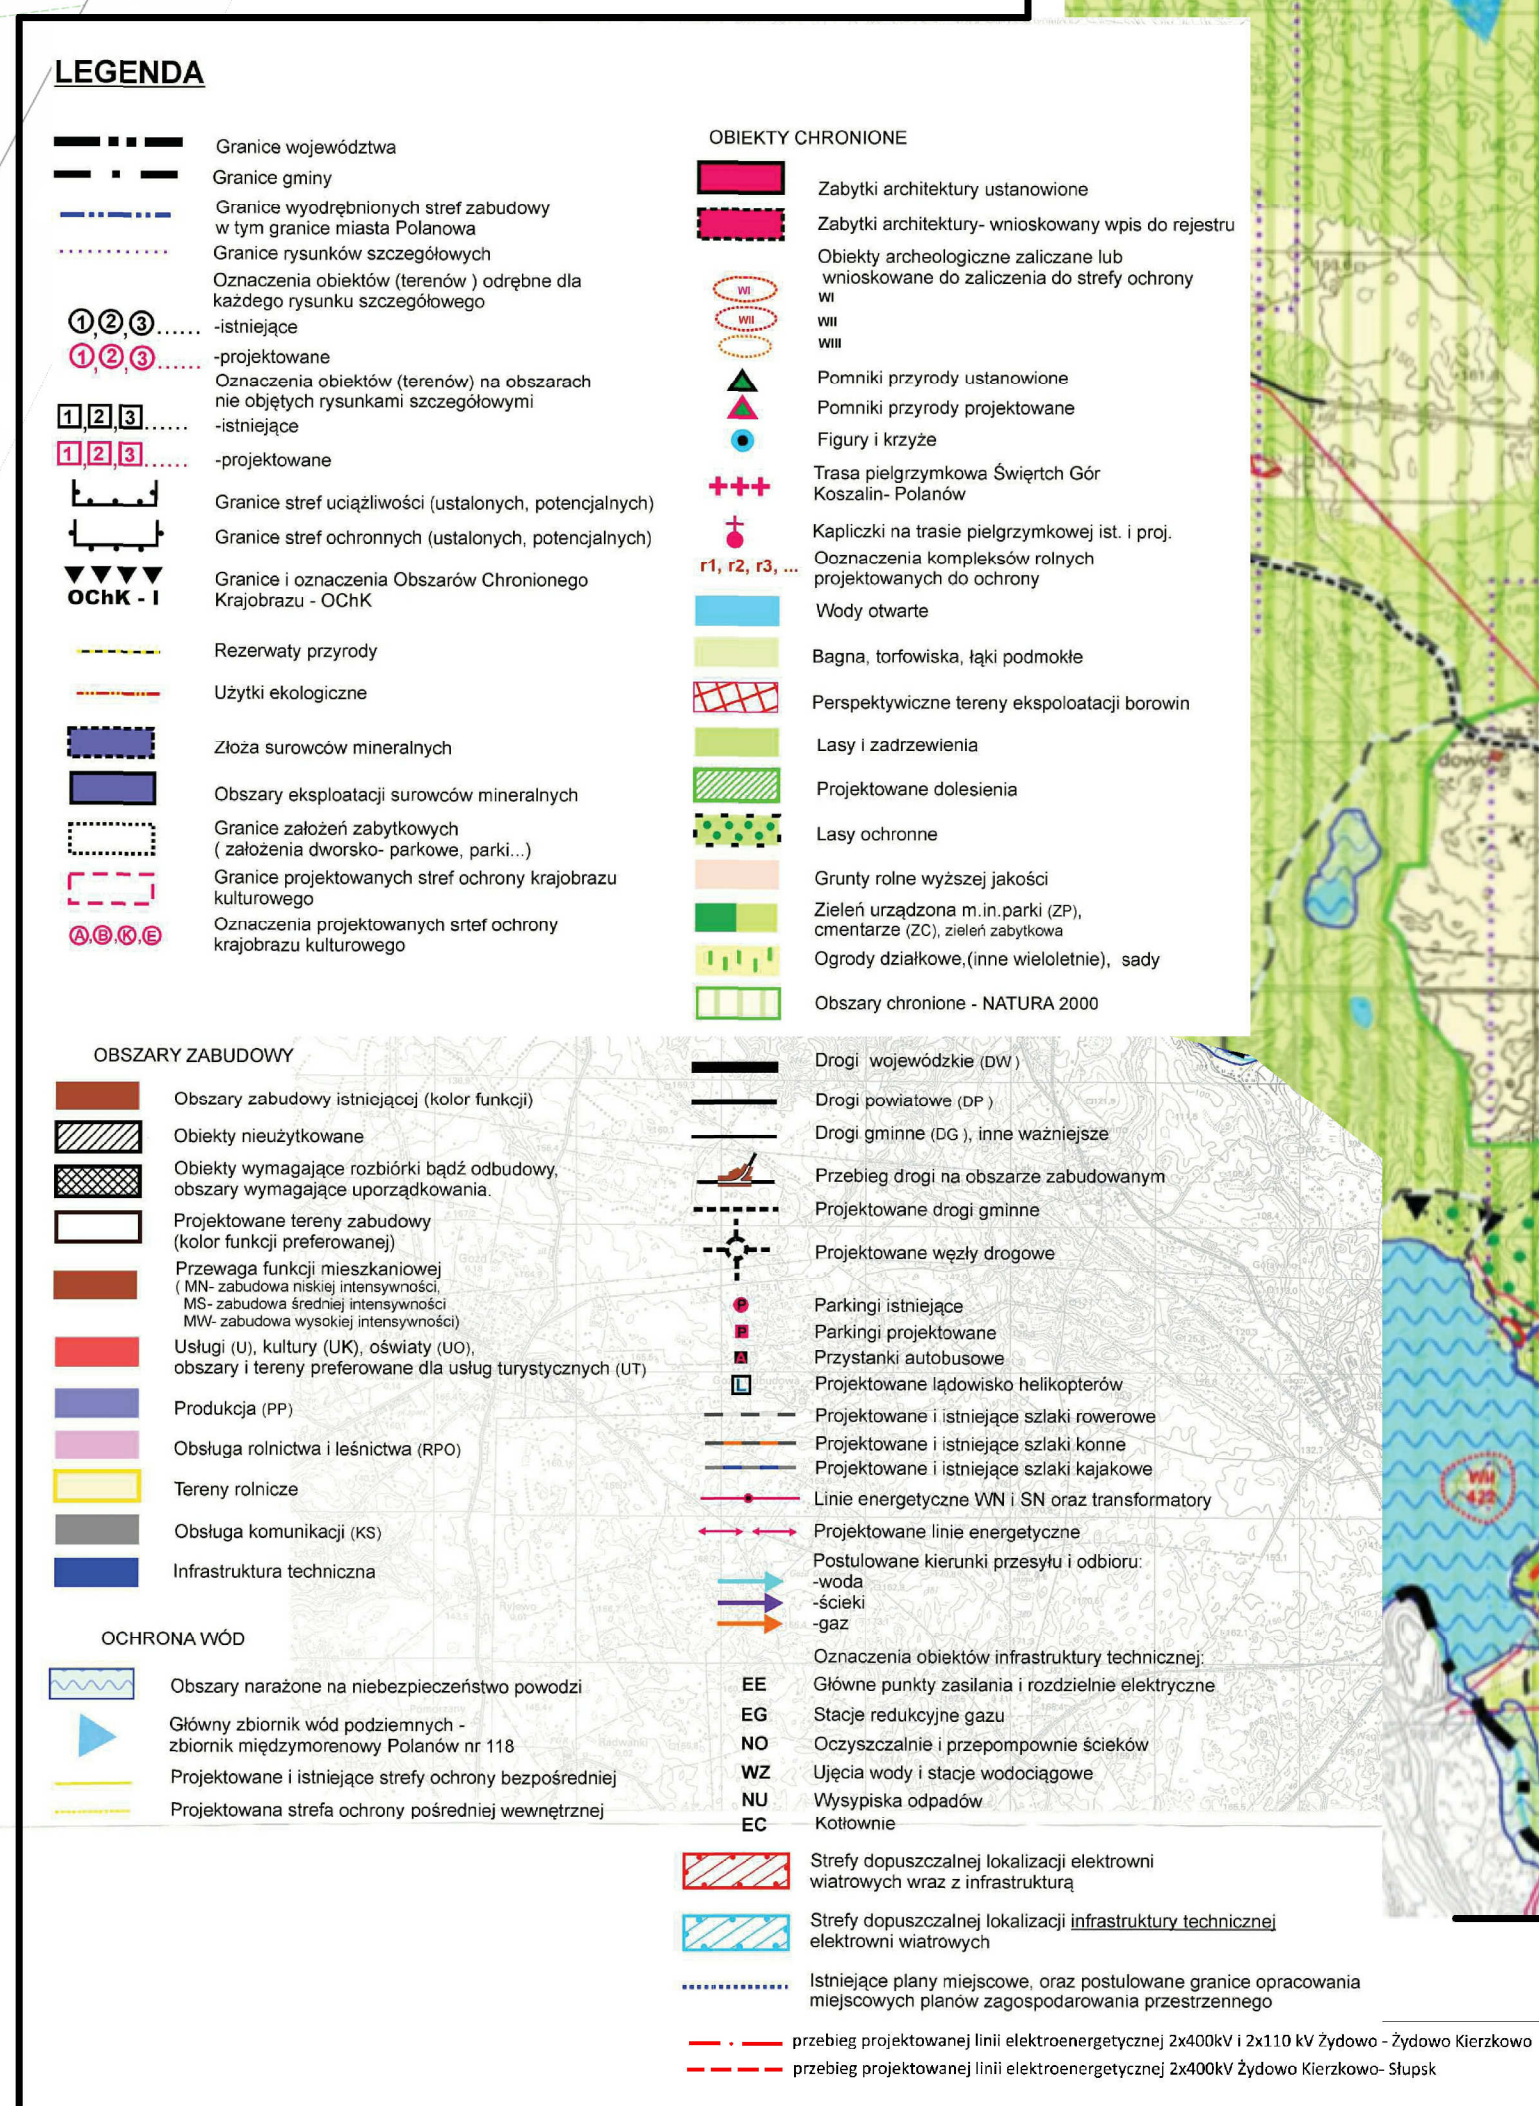 LEGENDA
Granice województwa
Granice gminy
Granice wyodrębnionych stref zabudowy
w tym granice miasta Polanowa
Granice rysunków szczegółowych
Oznaczenia obiektów (terenów ) odrębne dla
każdego rysunku szczegółowego
1,2,3...... -istniejące
1,2,3...... -projektowane
Oznaczenia obiektów (terenów) na obszarach
nie objętych rysunkami szczegółowymi
1,2,3...... -istniejące
1,2,3...... -projektowane
Granice stref uciążliwości (ustalonych, potencjalnych)
Granice stref ochronnych (ustalonych, potencjalnych)
OChK - I
Granice i oznaczenia Obszarów Chronionego
Krajobrazu - OChK
Rezerwaty przyrody
Użytki ekologiczne
Złoża surowców mineralnych
Obszary eksploatacji surowców mineralnych
Granice założeń zabytkowych
( założenia dworsko- parkowe, parki...)
Granice projektowanych stref ochrony krajobrazu
kulturowego
A,B,K,E
Oznaczenia projektowanych srtef ochrony
krajobrazu kulturowego
OBIEKTY CHRONIONE
Zabytki architektury ustanowione
Zabytki architektury- wnioskowany wpis do rejestru
Obiekty archeologiczne zaliczane lub
wnioskowane do zaliczenia do strefy ochrony
WI WI
WII WII
WIII
Pomniki przyrody ustanowione
Pomniki przyrody projektowane
Figury i krzyże
Trasa pielgrzymkowa Świętch Gór
Koszalin- Polanów
Kapliczki na trasie pielgrzymkowej ist. i proj.
r1, r2, r3, ...
Ooznaczenia kompleksów rolnych
projektowanych do ochrony
Wody otwarte
Bagna, torfowiska, łąki podmokłe
Perspektywiczne tereny ekspoloatacji borowin
Lasy i zadrzewienia
Projektowane dolesienia
Lasy ochronne
Grunty rolne wyższej jakości
Zieleń urządzona m.in.parki (ZP),
cmentarze (ZC), zieleń zabytkowa
Ogrody działkowe,(inne wieloletnie), sady
Obszary chronione - NATURA 2000
OBSZARY ZABUDOWY
Obszary zabudowy istniejącej (kolor funkcji)
Obiekty nieużytkowane
Obiekty wymagające rozbiórki bądź odbudowy,
obszary wymagające uporządkowania.
Projektowane tereny zabudowy
(kolor funkcji preferowanej)
Przewaga funkcji mieszkaniowej
( MN- zabudowa niskiej intensywności,
MS- zabudowa średniej intensywności
MW- zabudowa wysokiej intensywności)
Usługi (U), kultury (UK), oświaty (UO),
obszary i tereny preferowane dla usług turystycznych (UT)
Produkcja (PP)
Obsługa rolnictwa i leśnictwa (RPO)
Tereny rolnicze
Obsługa komunikacji (KS)
Infrastruktura techniczna
OCHRONA WÓD
Obszary narażone na niebezpieczeństwo powodzi
Główny zbiornik wód podziemnych -
zbiornik międzymorenowy Polanów nr 118
Projektowane i istniejące strefy ochrony bezpośredniej
Projektowana strefa ochrony pośredniej wewnętrznej
Drogi wojewódzkie (DW)
Drogi powiatowe (DP )
Drogi gminne (DG ), inne ważniejsze
Przebieg drogi na obszarze zabudowanym
Projektowane drogi gminne
Projektowane węzły drogowe
P Parkingi istniejące
P Parkingi projektowane
A Przystanki autobusowe
L Projektowane lądowisko helikopterów
Projektowane i istniejące szlaki rowerowe
Projektowane i istniejące szlaki konne
Projektowane i istniejące szlaki kajakowe
Linie energetyczne WN i SN oraz transformatory
Projektowane linie energetyczne
Postulowane kierunki przesyłu i odbioru:
-woda
-ścieki
-gaz
Oznaczenia obiektów infrastruktury technicznej:
EE Główne punkty zasilania i rozdzielnie elektryczne
EG Stacje redukcyjne gazu
NO Oczyszczalnie i przepompownie ścieków
WZ Ujęcia wody i stacje wodociągowe
NU Wysypiska odpadów
EC Kotłownie
Strefy dopuszczalnej lokalizacji elektrowni
wiatrowych wraz z infrastrukturą
Strefy dopuszczalnej lokalizacji infrastruktury technicznej
elektrowni wiatrowych
Istniejące plany miejscowe, oraz postulowane granice opracowania
miejscowych planów zagospodarowania przestrzennego
przebieg projektowanej linii elektroenergetycznej 2x400kV i 2x110 kV Żydowo - Żydowo Kierzkowo
przebieg projektowanej linii elektroenergetycznej 2x400kV Żydowo Kierzkowo- Słupsk
WII
422